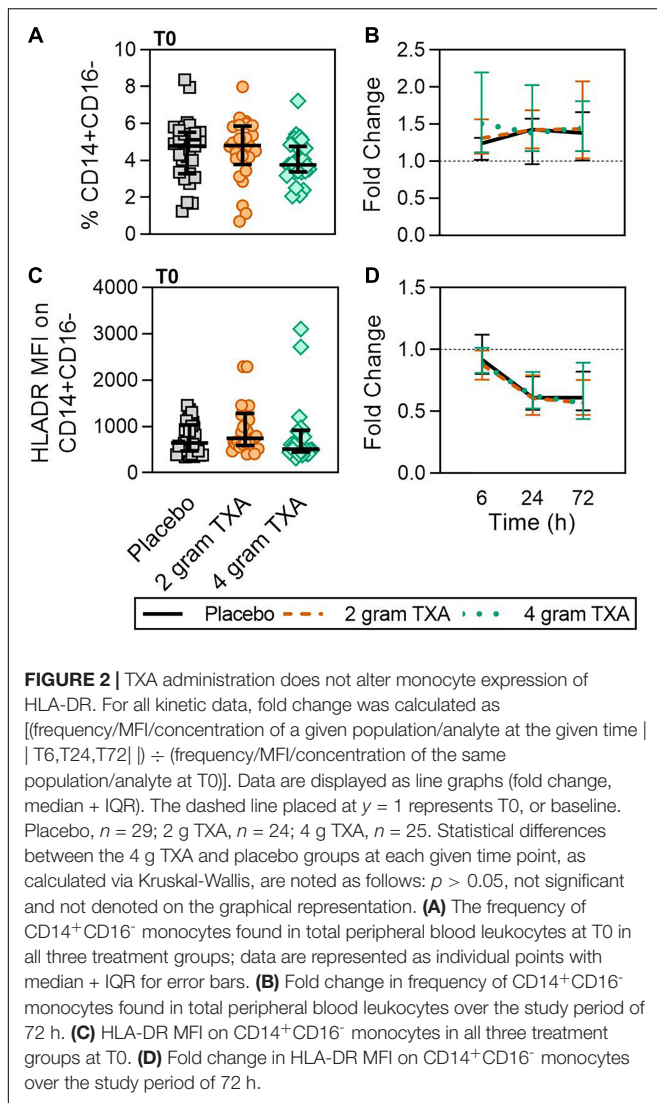 A
T0
% CD14+CD16-
10
8
6
4
2
0
B
Fold Change
2.5
2.0
1.5
1.0
0.5
0.0
C
T0
HLADR MFI on
CD14+CD16-
4000
3000
2000
1000
0
Placebo
2 gram TXA
4 gram TXA
D
Fold Change
1.5
1.0
0.5
0.0
6 24 72
Time (h)
Placebo 2 gram TXA 4 gram TXA
FIGURE 2 | TXA administration does not alter monocyte expression of
HLA-DR. For all kinetic data, fold change was calculated as
[(frequency/MFI/concentration of a given population/analyte at the given time |
| T6,T24,T72| |) ÷ (frequency/MFI/concentration of the same
population/analyte at T0)]. Data are displayed as line graphs (fold change,
median + IQR). The dashed line placed at y = 1 represents T0, or baseline.
Placebo, n = 29; 2 g TXA, n = 24; 4 g TXA, n = 25. Statistical differences
between the 4 g TXA and placebo groups at each given time point, as
calculated via Kruskal-Wallis, are noted as follows: p > 0.05, not significant
and not denoted on the graphical representation. (A) The frequency of
CD14⁺CD16⁻ monocytes found in total peripheral blood leukocytes at T0 in
all three treatment groups; data are represented as individual points with
median + IQR for error bars. (B) Fold change in frequency of CD14⁺CD16⁻
monocytes found in total peripheral blood leukocytes over the study period of
72 h. (C) HLA-DR MFI on CD14⁺CD16⁻ monocytes in all three treatment
groups at T0. (D) Fold change in HLA-DR MFI on CD14⁺CD16⁻ monocytes
over the study period of 72 h.